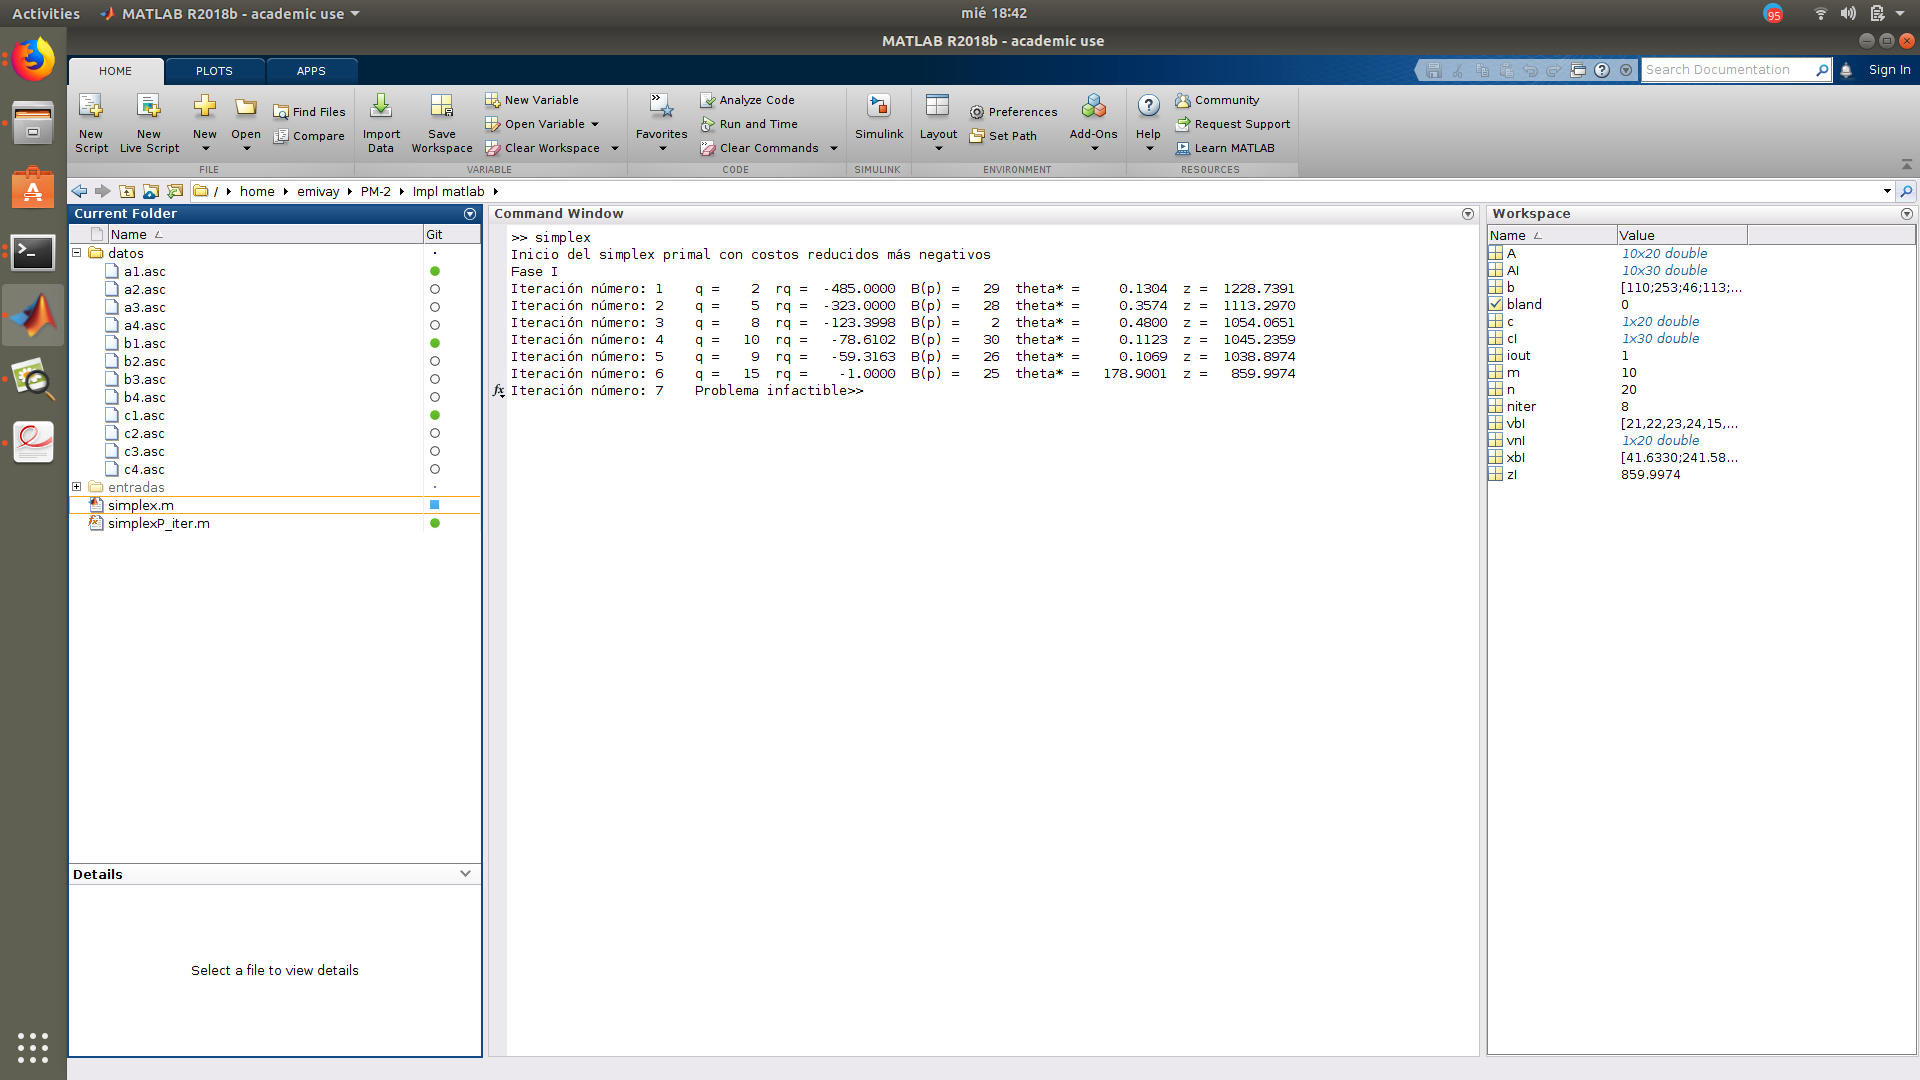 Activities MATLAB R2018b - academic use mié 18:42 95
MATLAB R2018b - academic use
HOME PLOTS APPS Search Documentation Sign In
New Script New Live Script New Open Find Files Compare Import Data Save Workspace New Variable Open Variable Clear Workspace Favorites Analyze Code Run and Time Clear Commands Simulink Layout Preferences Set Path Add-Ons Help Community Request Support Learn MATLAB
FILE VARIABLE CODE SIMULINK ENVIRONMENT RESOURCES
/ home emivay PM-2 Impl matlab
Current Folder
Name Git
datos
a1.asc
a2.asc
a3.asc
a4.asc
b1.asc
b2.asc
b3.asc
b4.asc
c1.asc
c2.asc
c3.asc
c4.asc
entradas
simplex.m
simplexP_iter.m
Details
Select a file to view details
Command Window
>> simplex
Inicio del simplex primal con costos reducidos más negativos
Fase I
Iteración número: 1 q = 2 rq = -485.0000 B(p) = 29 theta* = 0.1304 z = 1228.7391
Iteración número: 2 q = 5 rq = -323.0000 B(p) = 28 theta* = 0.3574 z = 1113.2970
Iteración número: 3 q = 8 rq = -123.3998 B(p) = 2 theta* = 0.4800 z = 1054.0651
Iteración número: 4 q = 10 rq = -78.6102 B(p) = 30 theta* = 0.1123 z = 1045.2359
Iteración número: 5 q = 9 rq = -59.3163 B(p) = 26 theta* = 0.1069 z = 1038.8974
Iteración número: 6 q = 15 rq = -1.0000 B(p) = 25 theta* = 178.9001 z = 859.9974
fx Iteración número: 7 Problema infactible>>
Workspace
Name Value
A 10x20 double
AI 10x30 double
b [110;253;46;113;...
bland 0
c 1x20 double
cI 1x30 double
iout 1
m 10
n 20
niter 8
vbI [21,22,23,24,15,...
vnI 1x20 double
xbI [41.6330;241.58...
zI 859.9974